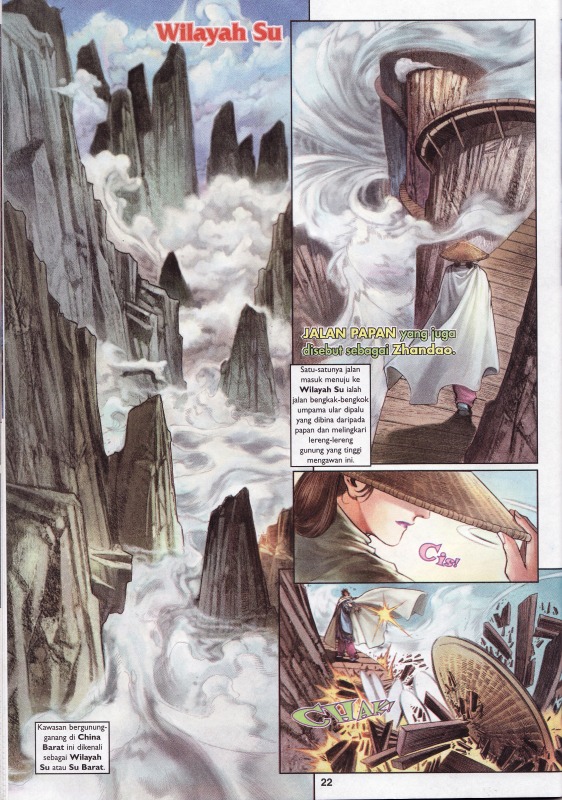 Wilayah Su
JALAN PAPAN yang juga
disebut sebagai Zhandao.
Satu-satunya jalan
masuk menuju ke
Wilayah Su ialah
jalan bengkak-bengkok
umpama ular dipalu
yang dibina daripada
papan dan melingkari
lereng-lereng
gunung yang tinggi
mengawan ini.
Cis!
CHAK!
Kawasan bergunung-
ganang di China
Barat ini dikenali
sebagai Wilayah
Su atau Su Barat.
22